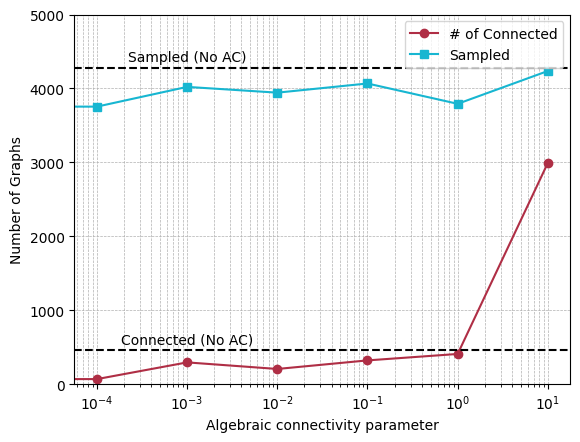 5000
4000
3000
2000
1000
0
Number of Graphs
Sampled (No AC)
Connected (No AC)
# of Connected
Sampled
10⁻⁴ 10⁻³ 10⁻² 10⁻¹ 10⁰ 10¹
Algebraic connectivity parameter